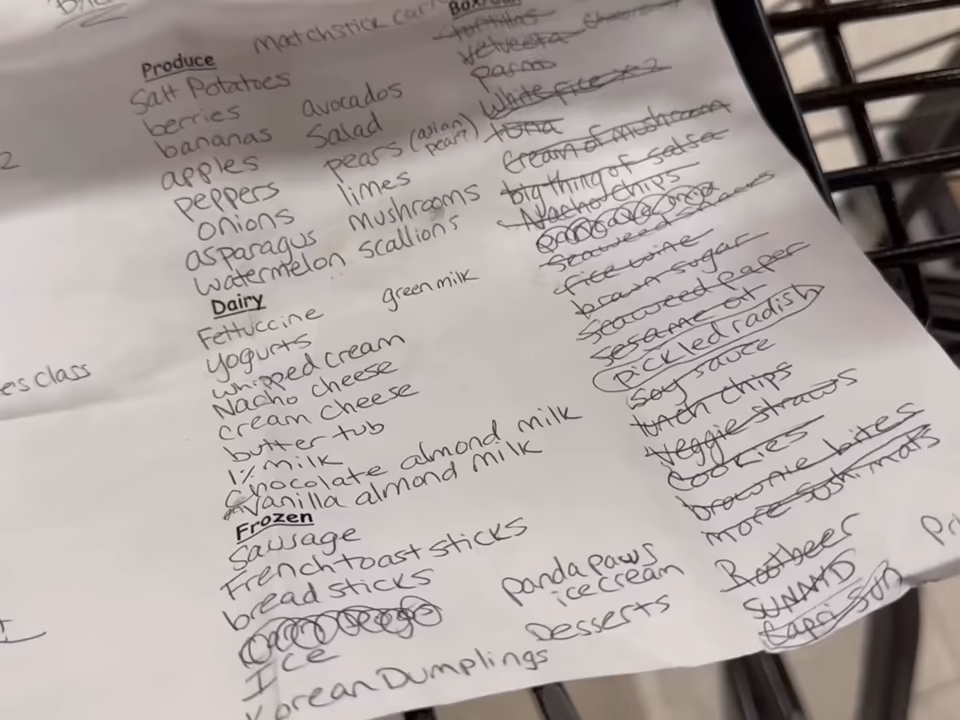 2
es class
Produce
matchstick car
Salt Potatoes
berries
bananas
apples
peppers
onions
asparagus
watermelon
avocados
Salad
pears (asian pear)
limes
mushrooms
scallions
Dairy
Fettuccine
green milk
yogurts
whipped cream
Nacho cheese
cream cheese
butter tub
1% milk
Chocolate almond milk
Vanilla almond milk
Frozen
Sausage
French toast sticks
bread sticks
Ice
Korean Dumplings
panda paws
ice cream
Desserts
tortillas
velveeta
parm
white rice x2
tuna
cream of mushroom
big thing of salsa
Nacho chips
seaweed
rice wine
brown sugar
seaweed paper
sesame oil
pickled radish
soy sauce
lunch chips
veggie straws
cookies
brownie bites
more sushi mats
Rootbeer
SUNNYD
Capri Sun